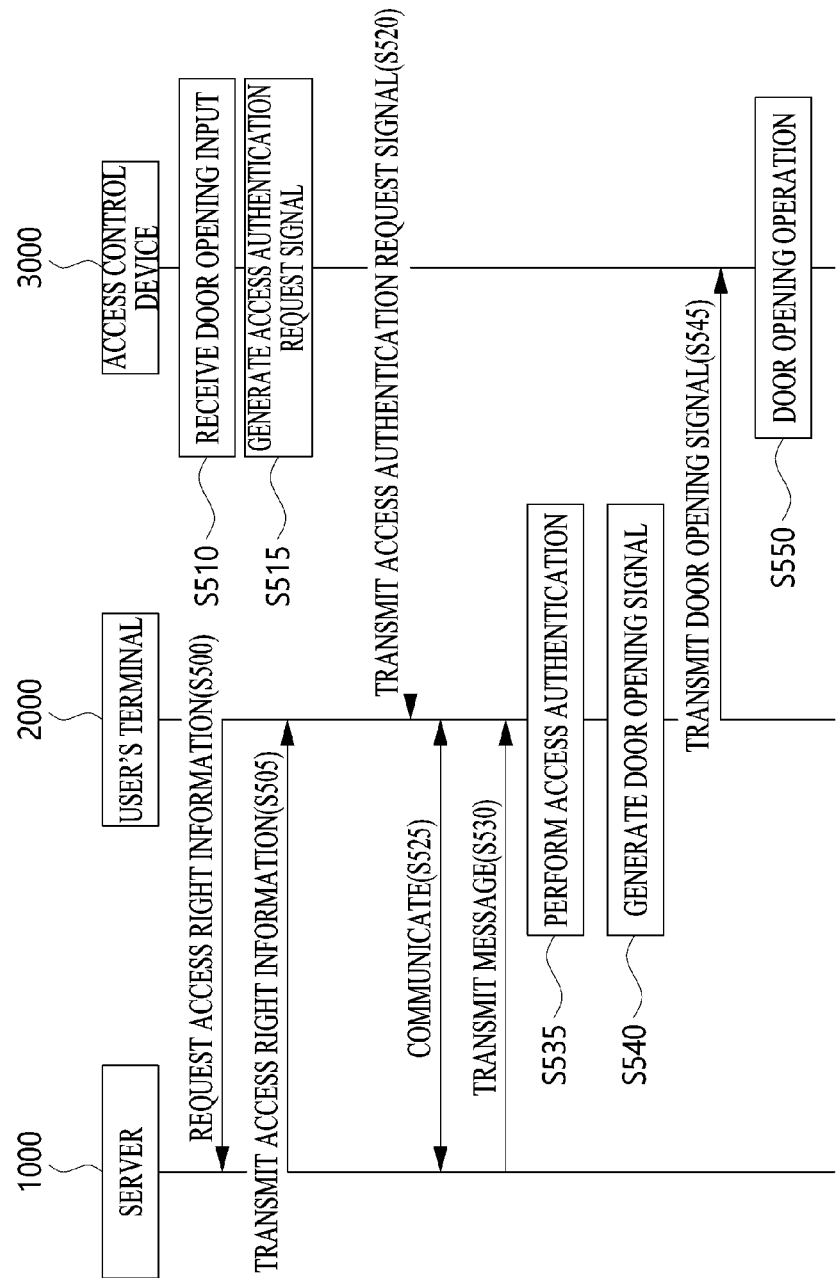 1000
2000
3000
SERVER
USER'S TERMINAL
ACCESS CONTROL
DEVICE
REQUEST ACCESS RIGHT INFORMATION(S500)
TRANSMIT ACCESS RIGHT INFORMATION(S505)
RECEIVE DOOR OPENING INPUT
S510
GENERATE ACCESS AUTHENTICATION
REQUEST SIGNAL
S515
TRANSMIT ACCESS AUTHENTICATION REQUEST SIGNAL(S520)
COMMUNICATE(S525)
TRANSMIT MESSAGE(S530)
PERFORM ACCESS AUTHENTICATION
S535
GENERATE DOOR OPENING SIGNAL
S540
TRANSMIT DOOR OPENING SIGNAL(S545)
DOOR OPENING OPERATION
S550